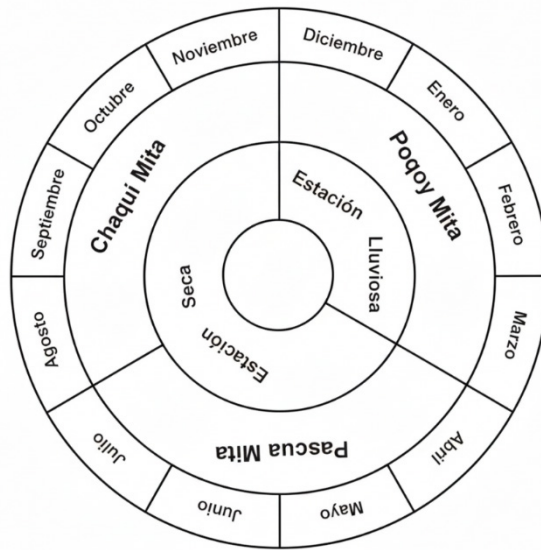 Diciembre
Enero
Febrero
Marzo
Abril
Mayo
Junio
Julio
Agosto
Septiembre
Octubre
Noviembre
Poqoy Mita
Pascua Mita
Chaqui Mita
Estación
Lluviosa
Estación
Seca